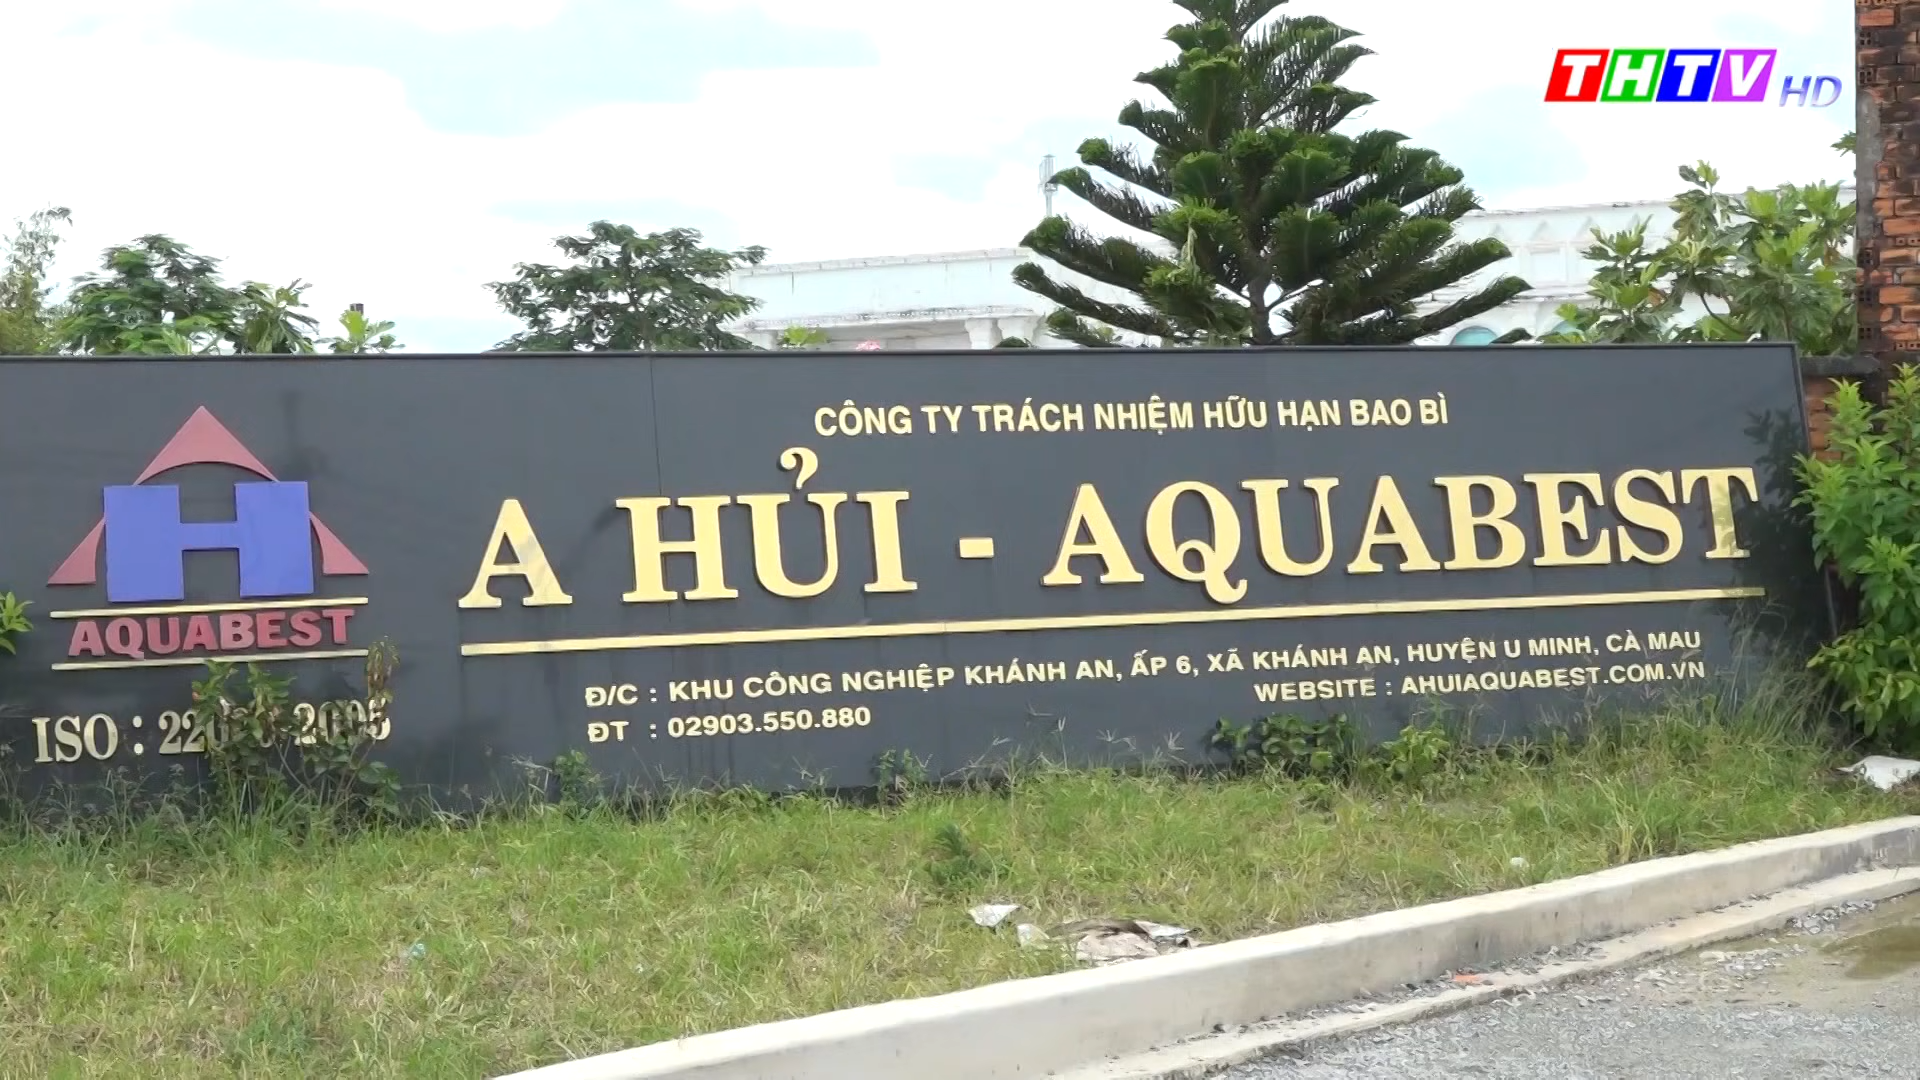 THTV HD
CÔNG TY TRÁCH NHIỆM HỮU HẠN BAO BÌ
A HỦI - AQUABEST
AQUABEST
ISO :
Đ/C : KHU CÔNG NGHIỆP KHÁNH AN, ẤP 6, XÃ KHÁNH AN, HUYỆN U MINH, CÀ MAU
ĐT : 02903.550.880
WEBSITE : AHUIAQUABEST.COM.VN